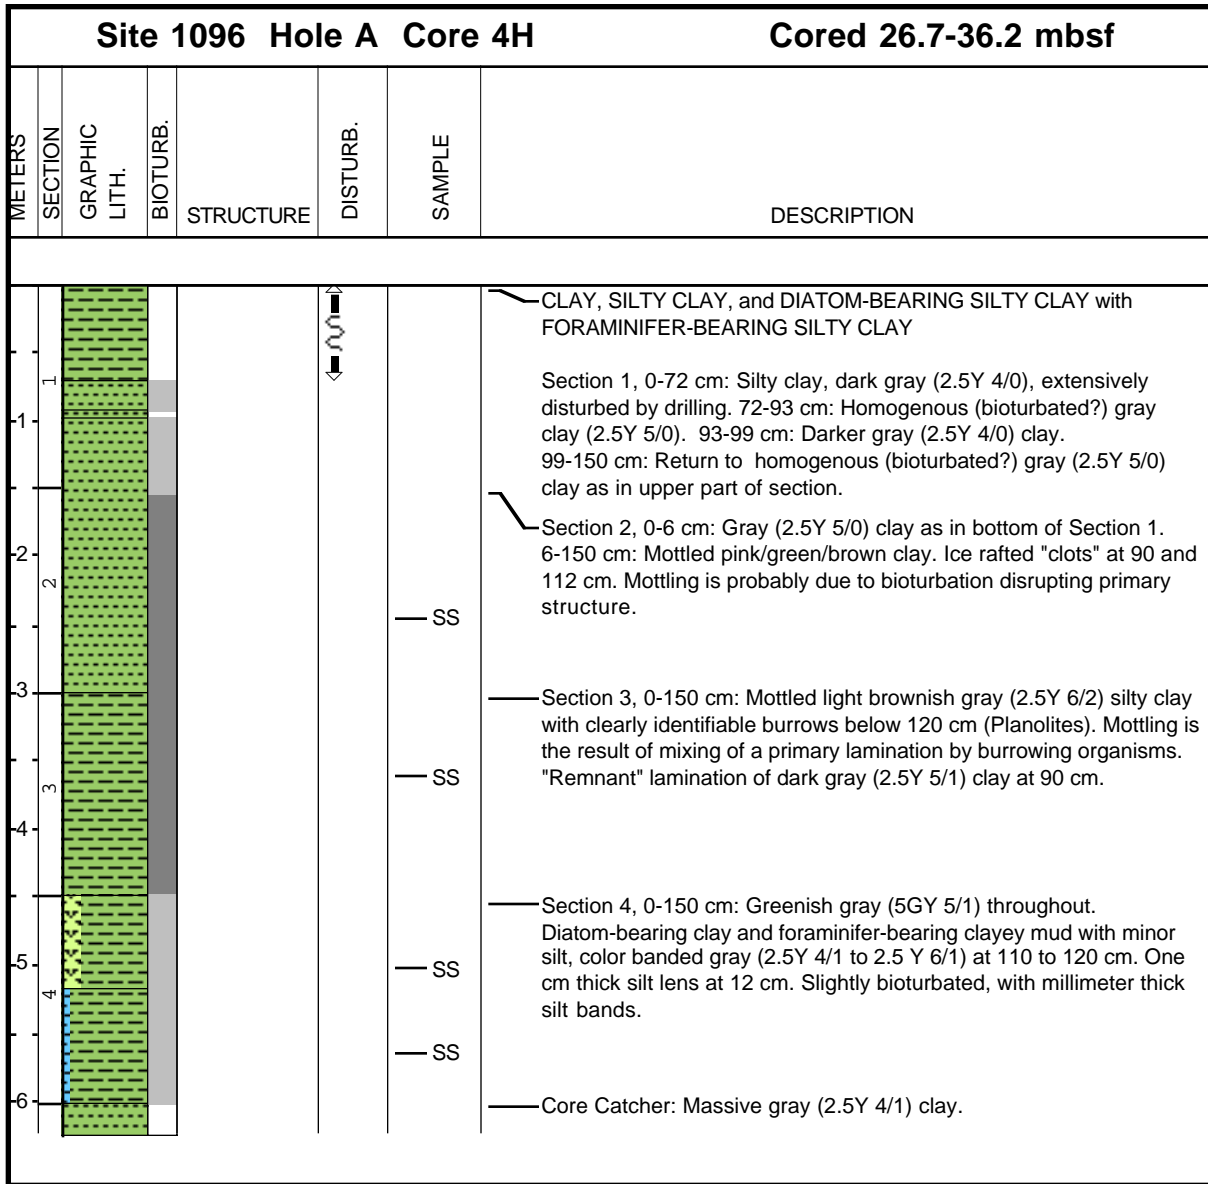 Site 1096 Hole A Core 4H
Cored 26.7-36.2 mbsf
METERS
SECTION
GRAPHIC
LITH.
BIOTURB.
STRUCTURE
DISTURB.
SAMPLE
DESCRIPTION
CLAY, SILTY CLAY, and DIATOM-BEARING SILTY CLAY with
FORAMINIFER-BEARING SILTY CLAY
1
Section 1, 0-72 cm: Silty clay, dark gray (2.5Y 4/0), extensively
disturbed by drilling. 72-93 cm: Homogenous (bioturbated?) gray
clay (2.5Y 5/0). 93-99 cm: Darker gray (2.5Y 4/0) clay.
99-150 cm: Return to homogenous (bioturbated?) gray (2.5Y 5/0)
clay as in upper part of section.
1
Section 2, 0-6 cm: Gray (2.5Y 5/0) clay as in bottom of Section 1.
6-150 cm: Mottled pink/green/brown clay. Ice rafted "clots" at 90 and
112 cm. Mottling is probably due to bioturbation disrupting primary
structure.
2
2
SS
3
Section 3, 0-150 cm: Mottled light brownish gray (2.5Y 6/2) silty clay
with clearly identifiable burrows below 120 cm (Planolites). Mottling is
the result of mixing of a primary lamination by burrowing organisms.
"Remnant" lamination of dark gray (2.5Y 5/1) clay at 90 cm.
SS
3
4
Section 4, 0-150 cm: Greenish gray (5GY 5/1) throughout.
Diatom-bearing clay and foraminifer-bearing clayey mud with minor
silt, color banded gray (2.5Y 4/1 to 2.5 Y 6/1) at 110 to 120 cm. One
cm thick silt lens at 12 cm. Slightly bioturbated, with millimeter thick
silt bands.
5
SS
4
SS
6
Core Catcher: Massive gray (2.5Y 4/1) clay.